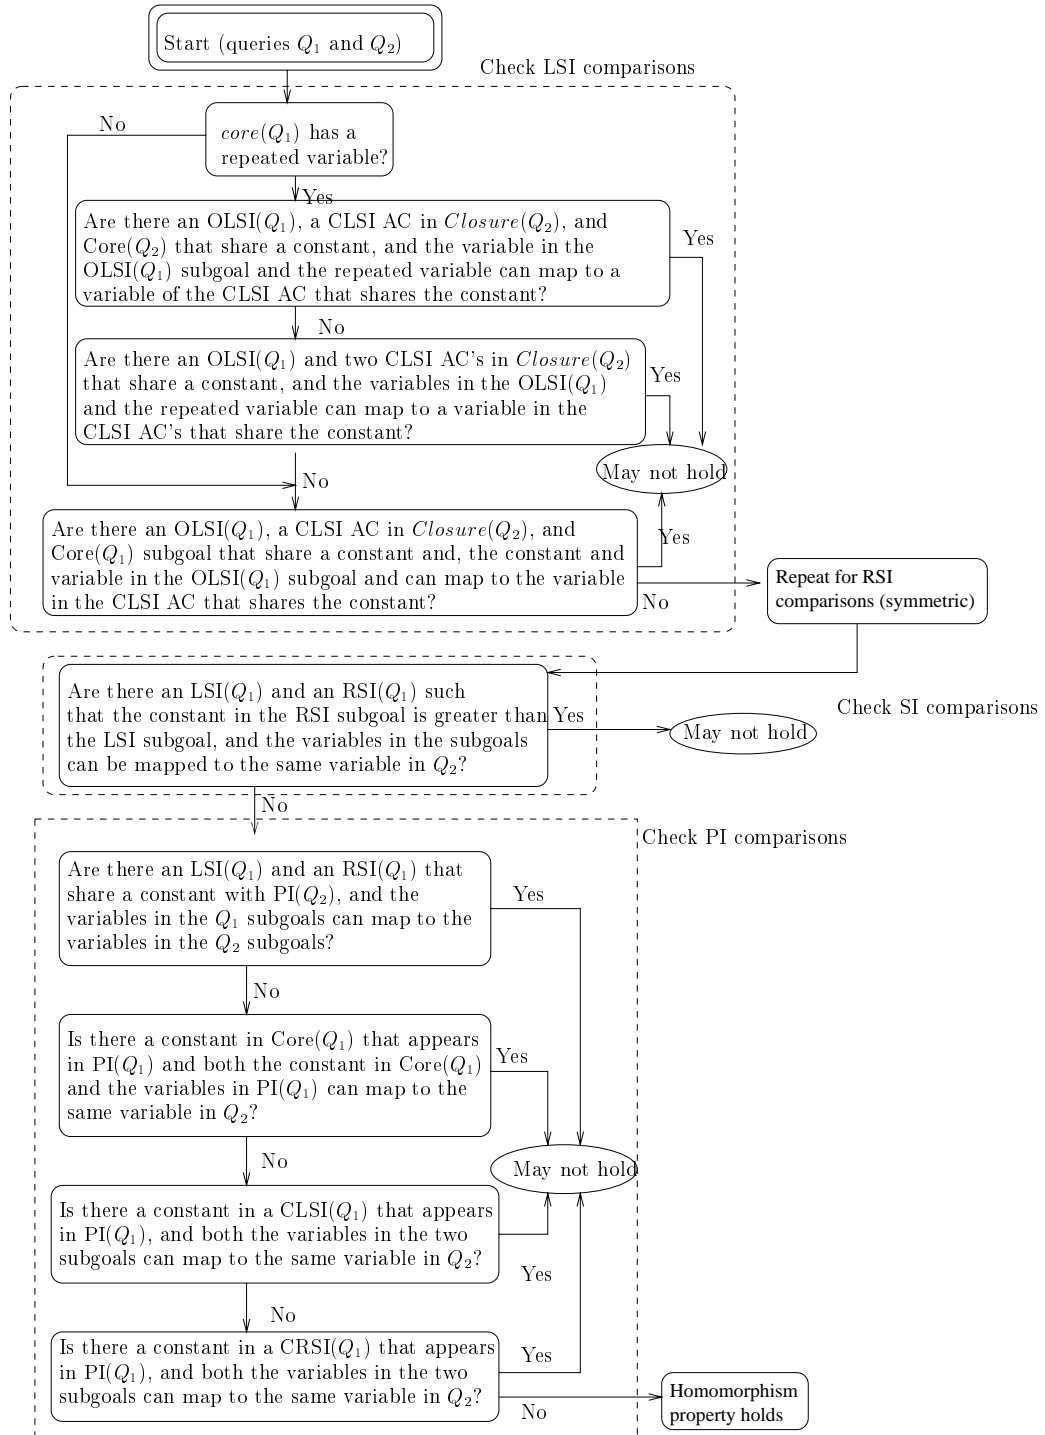 Start (queries Q₁ and Q₂)
Check LSI comparisons
No
core(Q₁) has a
repeated variable?
Yes
Are there an OLSI(Q₁), a CLSI AC in Closure(Q₂), and
Core(Q₂) that share a constant, and the variable in the
OLSI(Q₁) subgoal and the repeated variable can map to a
variable of the CLSI AC that shares the constant?
Yes
No
Are there an OLSI(Q₁) and two CLSI AC's in Closure(Q₂)
that share a constant, and the variables in the OLSI(Q₁)
and the repeated variable can map to a variable in the
CLSI AC's that share the constant?
Yes
May not hold
No
Are there an OLSI(Q₁), a CLSI AC in Closure(Q₂), and
Core(Q₁) subgoal that share a constant and, the constant and
variable in the OLSI(Q₁) subgoal and can map to the variable
in the CLSI AC that shares the constant?
Yes
No
Repeat for RSI
comparisons (symmetric)
Are there an LSI(Q₁) and an RSI(Q₁) such
that the constant in the RSI subgoal is greater than
the LSI subgoal, and the variables in the subgoals
can be mapped to the same variable in Q₂?
Yes
Check SI comparisons
May not hold
No
Check PI comparisons
Are there an LSI(Q₁) and an RSI(Q₁) that
share a constant with PI(Q₂), and the
variables in the Q₁ subgoals can map to the
variables in the Q₂ subgoals?
Yes
No
Is there a constant in Core(Q₁) that appears
in PI(Q₁) and both the constant in Core(Q₁)
and the variables in PI(Q₁) can map to the
same variable in Q₂?
Yes
No
May not hold
Is there a constant in a CLSI(Q₁) that appears
in PI(Q₁), and both the variables in the two
subgoals can map to the same variable in Q₂?
Yes
No
Is there a constant in a CRSI(Q₁) that appears
in PI(Q₁), and both the variables in the two
subgoals can map to the same variable in Q₂?
Yes
No
Homomorphism
property holds